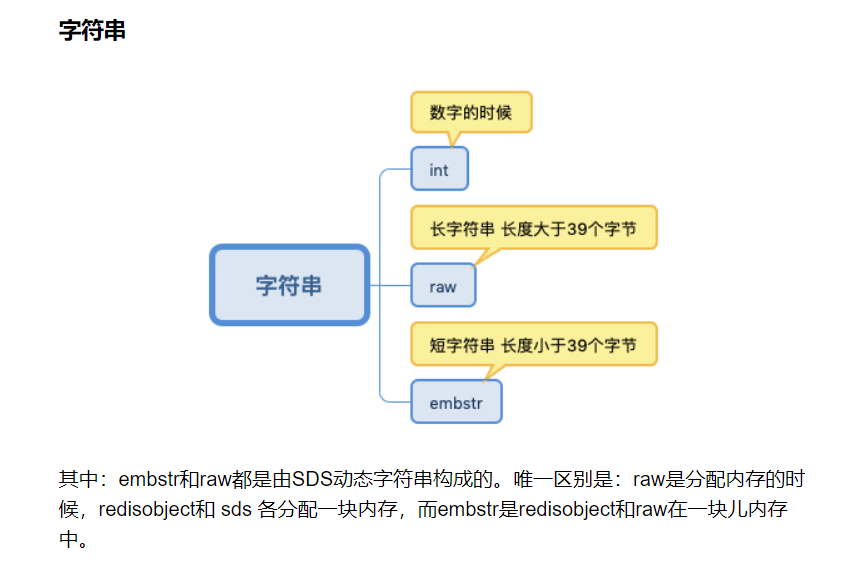 字符串
数字的时候
int
长字符串 长度大于39个字节
字符串
raw
短字符串 长度小于39个字节
embstr
其中：embstr和raw都是由SDS动态字符串构成的。唯一区别是：raw是分配内存的时
候，redisobject和 sds 各分配一块内存，而embstr是redisobject和raw在一块儿内存
中。